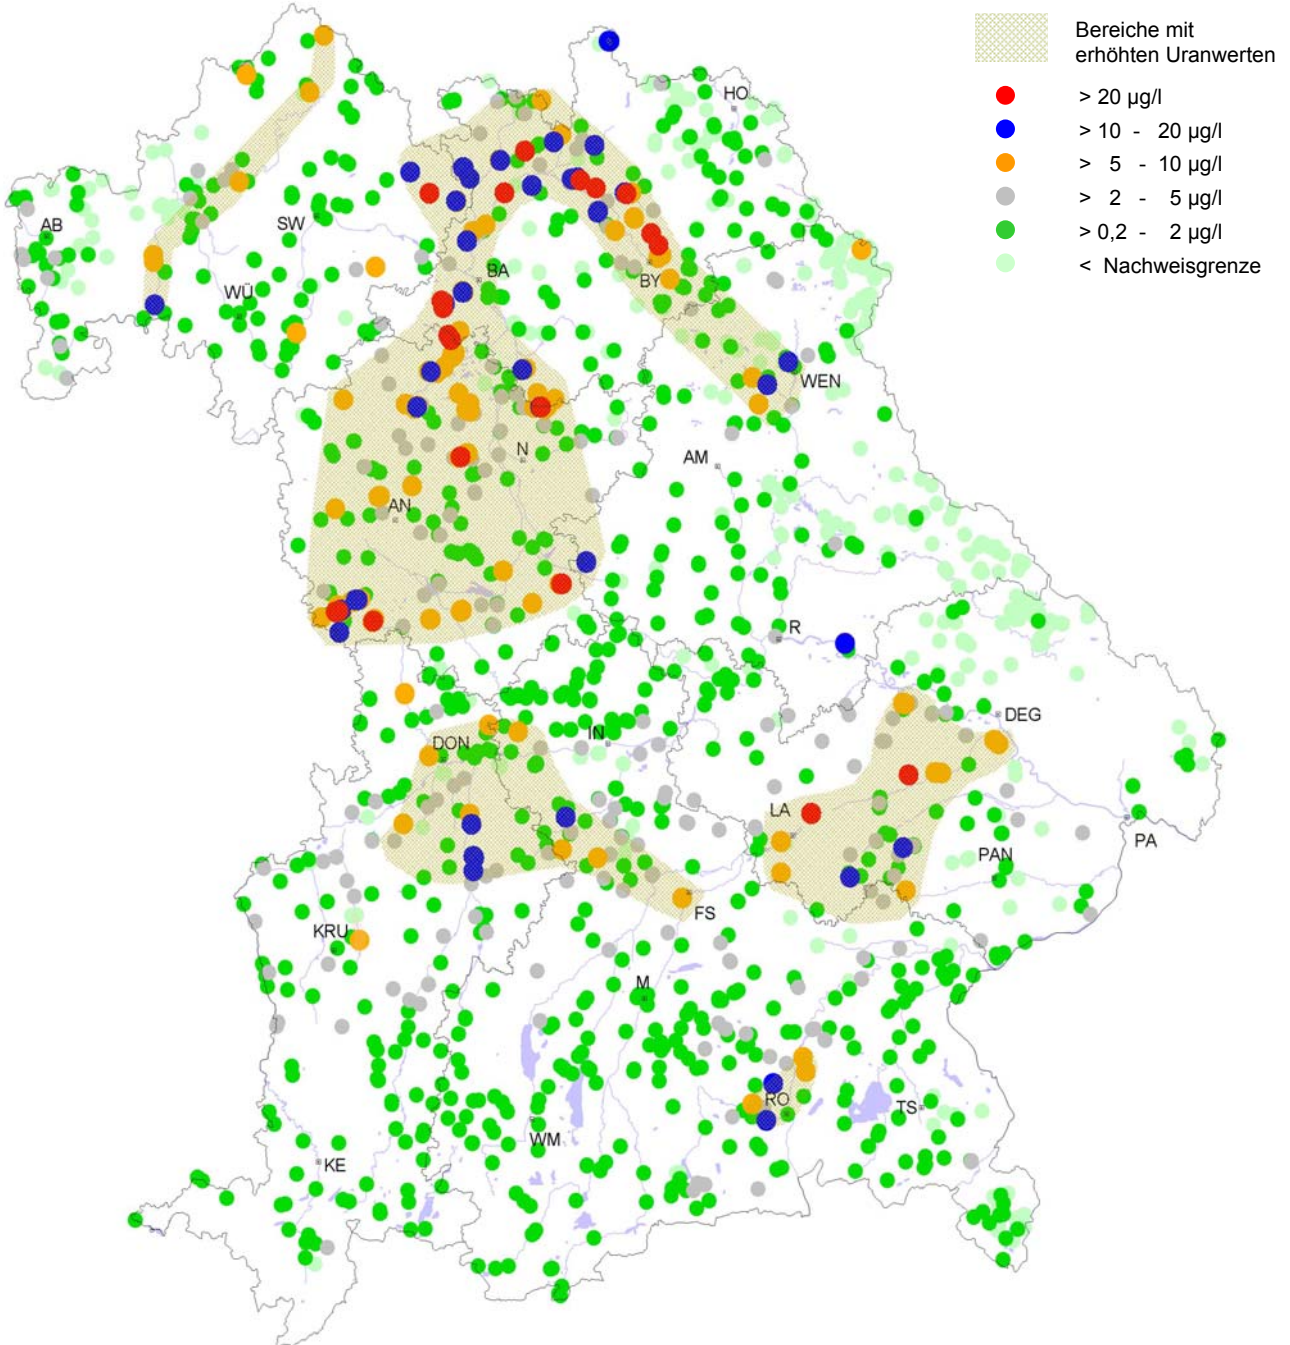 Bereiche mit
erhöhten Uranwerten
> 20 µg/l
> 10 - 20 µg/l
> 5 - 10 µg/l
> 2 - 5 µg/l
> 0,2 - 2 µg/l
< Nachweisgrenze
HO
AB
SW
BA
BY
WÜ
WEN
N
AM
AN
R
DEG
IN
DON
LA
PA
PAN
FS
KRU
M
RO
TS
WM
KE